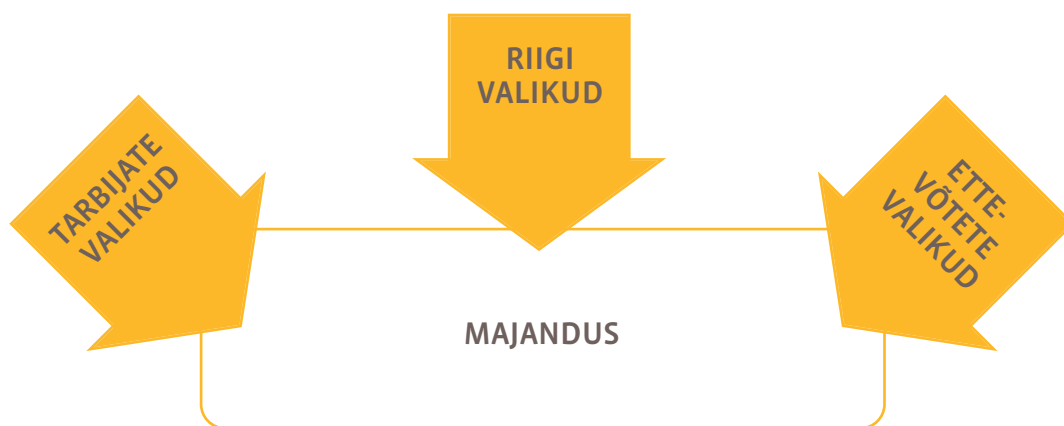 RIIGI
VALIKUD
TARBIJATE
VALIKUD
ETTE-
VÕTETE
VALIKUD
MAJANDUS